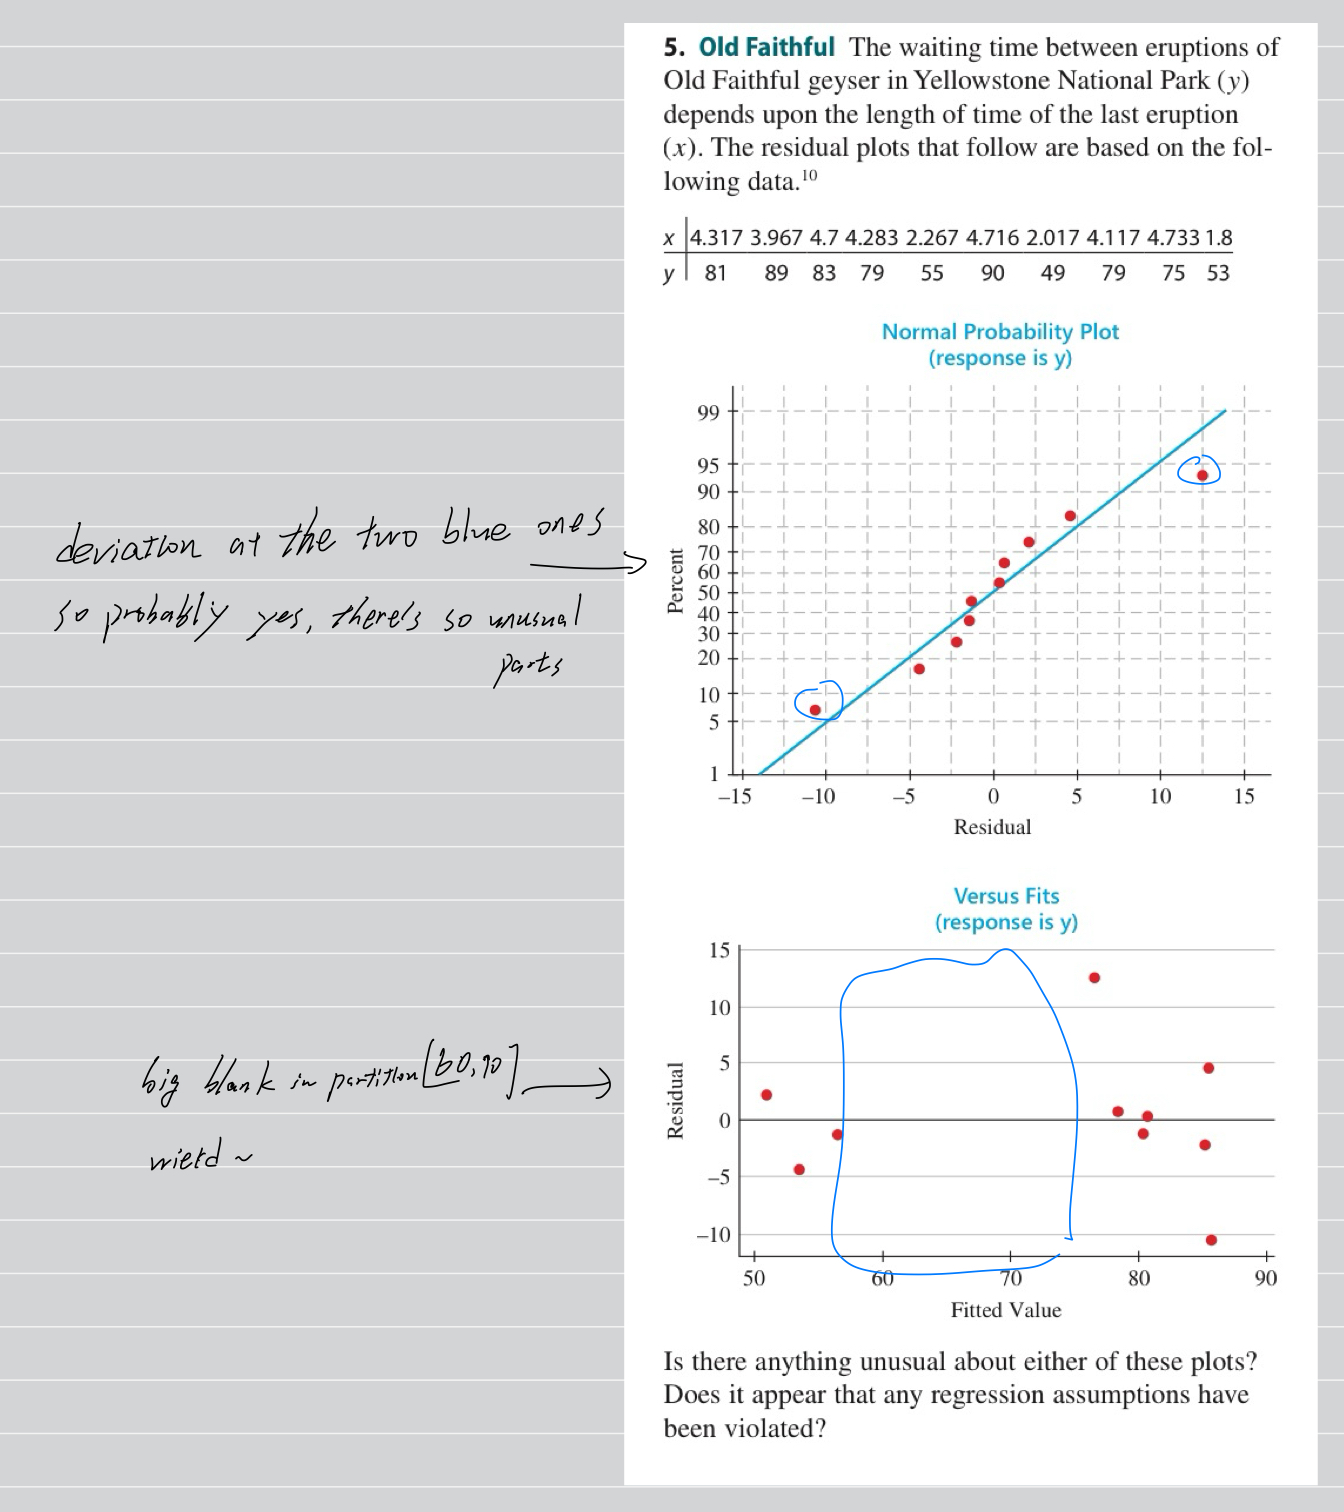 5. Old Faithful The waiting time between eruptions of
Old Faithful geyser in Yellowstone National Park (y)
depends upon the length of time of the last eruption
(x). The residual plots that follow are based on the fol-
lowing data.10
x 4.317 3.967 4.7 4.283 2.267 4.716 2.017 4.117 4.733 1.8
y 81 89 83 79 55 90 49 79 75 53
Normal Probability Plot
(response is y)
99
95
90
80
70
60
50
40
30
20
10
5
1
Percent
–15 –10 –5 0 5 10 15
Residual
deviation at the two blue ones
so probably yes, there's so unusual
parts
Versus Fits
(response is y)
15
10
5
0
–5
–10
Residual
50 60 70 80 90
Fitted Value
big blank in partition
wierd ~
Is there anything unusual about either of these plots?
Does it appear that any regression assumptions have
been violated?